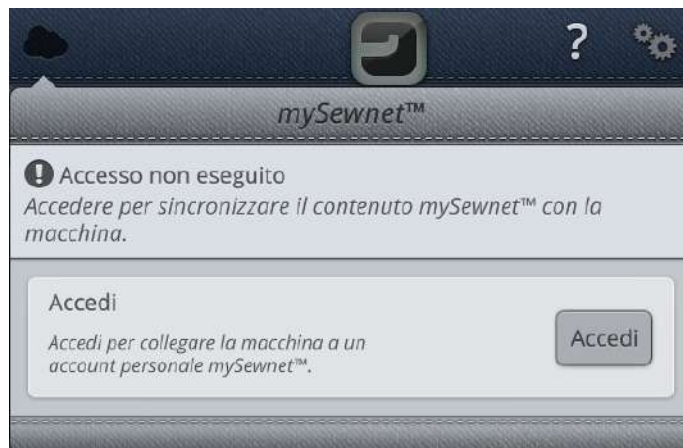 ?
mySewnet™
! Accesso non eseguito
Accedere per sincronizzare il contenuto mySewnet™ con la
macchina.
Accedi
Accedi per collegare la macchina a un
account personale mySewnet™.
Accedi